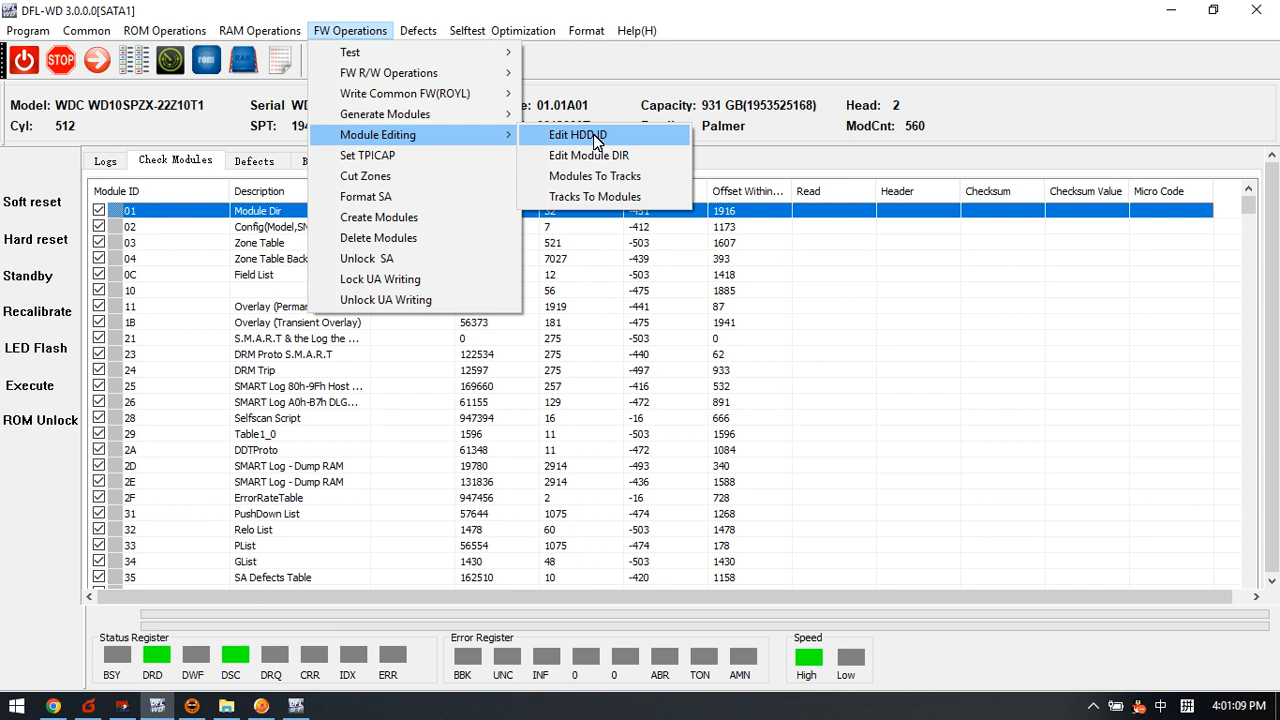 DFL-WD 3.0.0.0[SATA1]
Program Common ROM Operations RAM Operations FW Operations Defects Selftest Optimization Format Help(H)
STOP rom RAM
Model: WDC WD10SPZX-22Z10T1 Serial WD 01.01A01 Capacity: 931 GB(1953525168) Head: 2
Cyl: 512 SPT: Palmer ModCnt: 560
Test
FW R/W Operations
Write Common FW(ROYL)
Generate Modules
Module Editing
Set TPICAP
Cut Zones
Format SA
Create Modules
Delete Modules
Unlock SA
Lock UA Writing
Unlock UA Writing
Edit HDD ID
Edit Module DIR
Modules To Tracks
Tracks To Modules
Soft reset
Hard reset
Standby
Recalibrate
LED Flash
Execute
ROM Unlock
Logs Check Modules Defects
Module ID Description Offset Within... Read Header Checksum Checksum Value Micro Code
01 Module Dir 1916
02 Config(Model,SN 7 -412 1173
03 Zone Table 521 -503 1607
04 Zone Table Back 7027 -439 393
0C Field List 12 -503 1418
10 56 -475 1885
11 Overlay (Perma 1919 -441 87
1B Overlay (Transient Overlay) 56373 181 -475 1941
21 S.M.A.R.T & the Log the ... 0 275 -503 0
23 DRM Proto S.M.A.R.T 122534 275 -440 62
24 DRM Trip 12597 275 -497 933
25 SMART Log 80h-9Fh Host ... 169660 257 -416 532
26 SMART Log A0h-B7h DLG... 61155 129 -472 891
28 Selfscan Script 947394 16 -16 666
29 Table1_0 1596 11 -503 1596
2A DDTProto 61348 11 -472 1084
2D SMART Log - Dump RAM 19780 2914 -493 340
2E SMART Log - Dump RAM 131836 2914 -436 1588
2F ErrorRateTable 947456 2 -16 728
31 PushDown List 57644 1075 -474 1268
32 Relo List 1478 60 -503 1478
33 PList 56554 1075 -474 178
34 GList 1430 48 -503 1430
35 SA Defects Table 162510 10 -420 1158
Status Register Error Register Speed
BSY DRD DWF DSC DRQ CRR IDX ERR BBK UNC INF 0 0 ABR TON AMN High Low
中 拼 4:01:09 PM